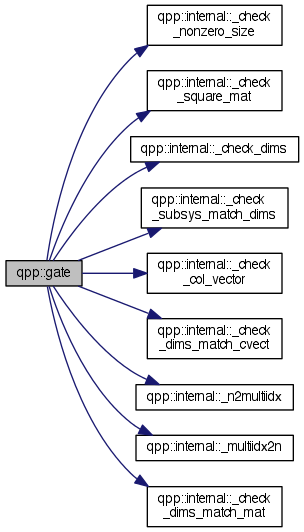 qpp::gate
qpp::internal::_check
_nonzero_size
qpp::internal::_check
_square_mat
qpp::internal::_check_dims
qpp::internal::_check
_subsys_match_dims
qpp::internal::_check
_col_vector
qpp::internal::_check
_dims_match_cvect
qpp::internal::_n2multiidx
qpp::internal::_multiidx2n
qpp::internal::_check
_dims_match_mat